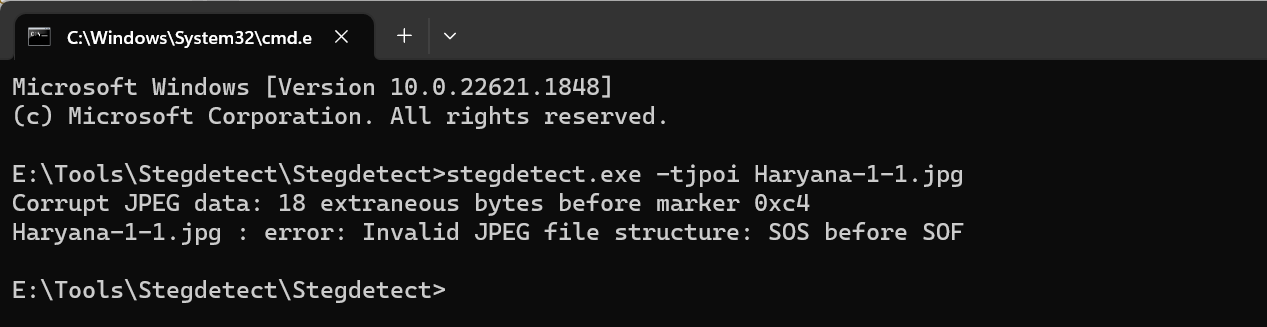 C:\Windows\System32\cmd.e
Microsoft Windows [Version 10.0.22621.1848]
(c) Microsoft Corporation. All rights reserved.
E:\Tools\Stegdetect\Stegdetect>stegdetect.exe -tjpoi Haryana-1-1.jpg
Corrupt JPEG data: 18 extraneous bytes before marker 0xc4
Haryana-1-1.jpg : error: Invalid JPEG file structure: SOS before SOF
E:\Tools\Stegdetect\Stegdetect>